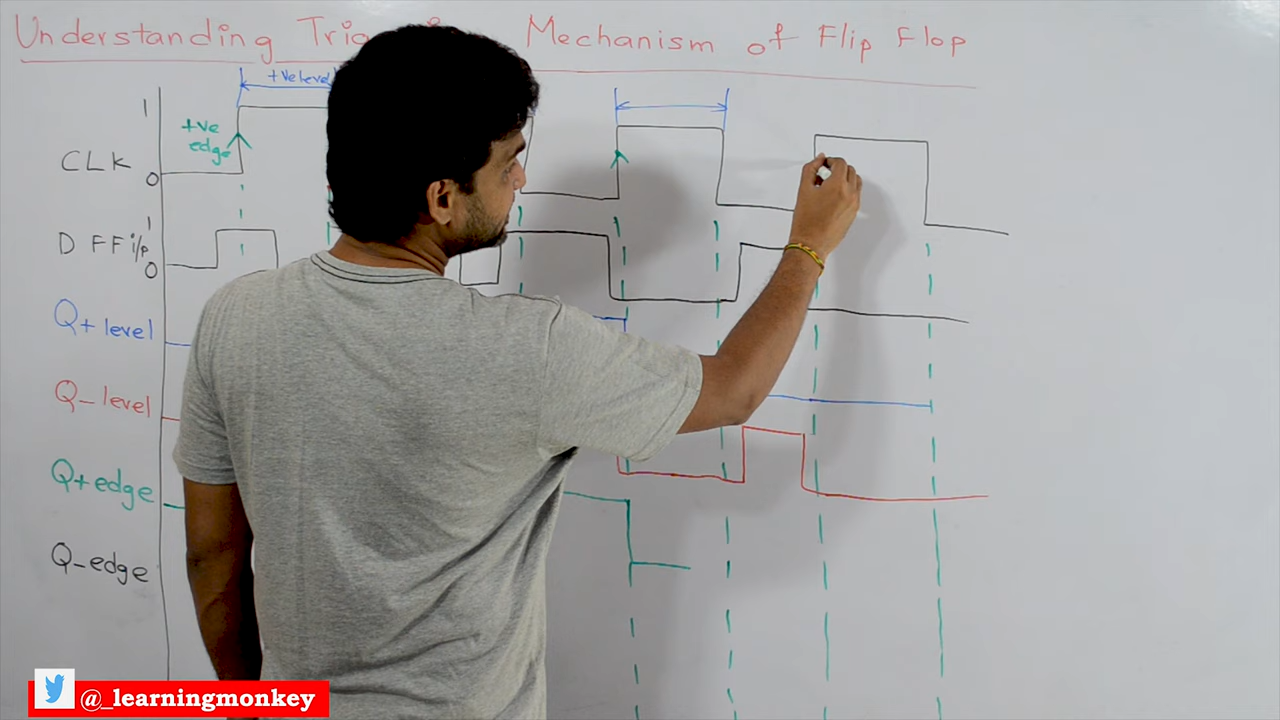 Understanding Mechanism of Flip Flop
+ve level
1
+ve edge
CLK
0
1
D FF i/p
0
Q+ level
Q- level
Q+ edge
Q- edge
@_learningmonkey